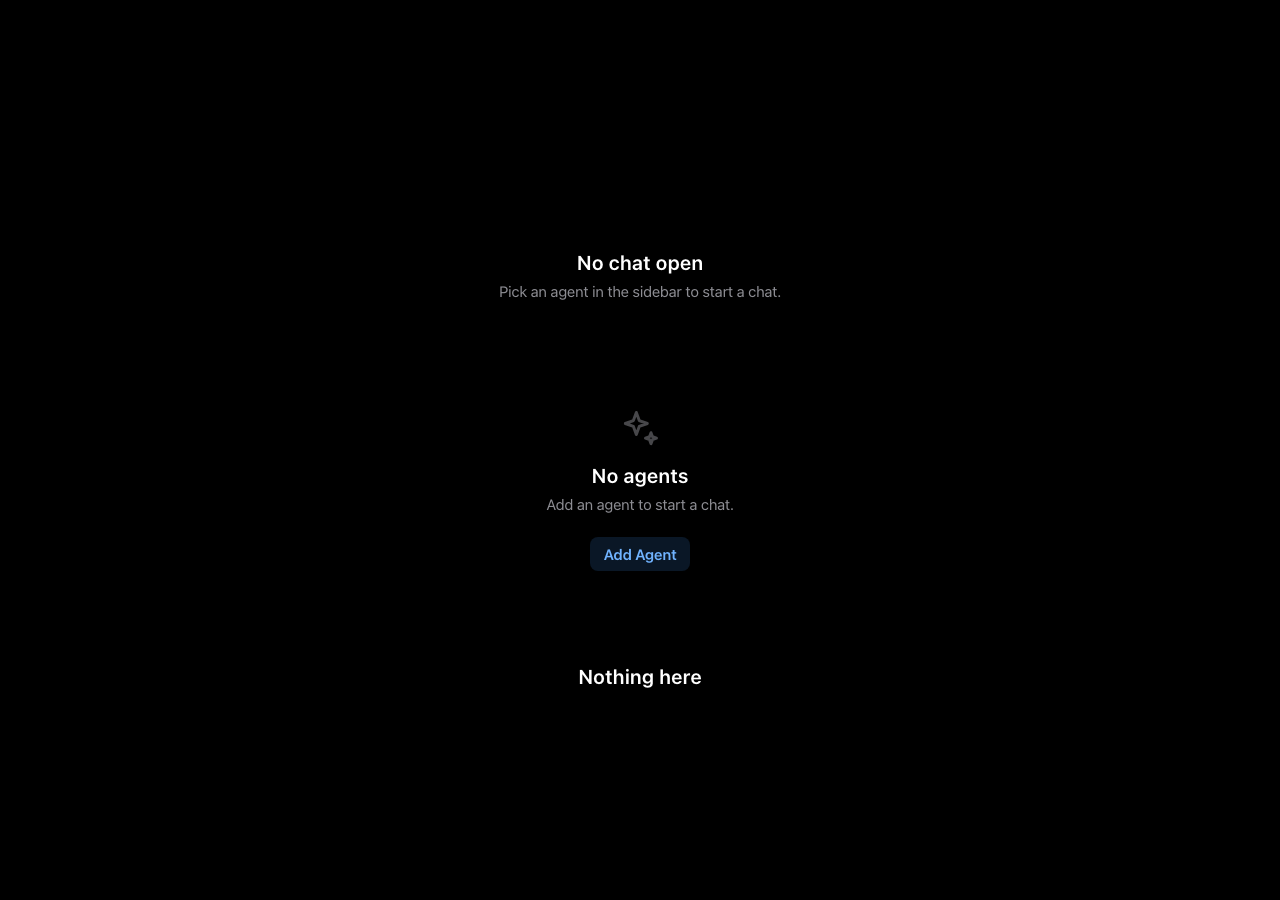 No chat open
Pick an agent in the sidebar to start a chat.
No agents
Add an agent to start a chat.
Add Agent
Nothing here